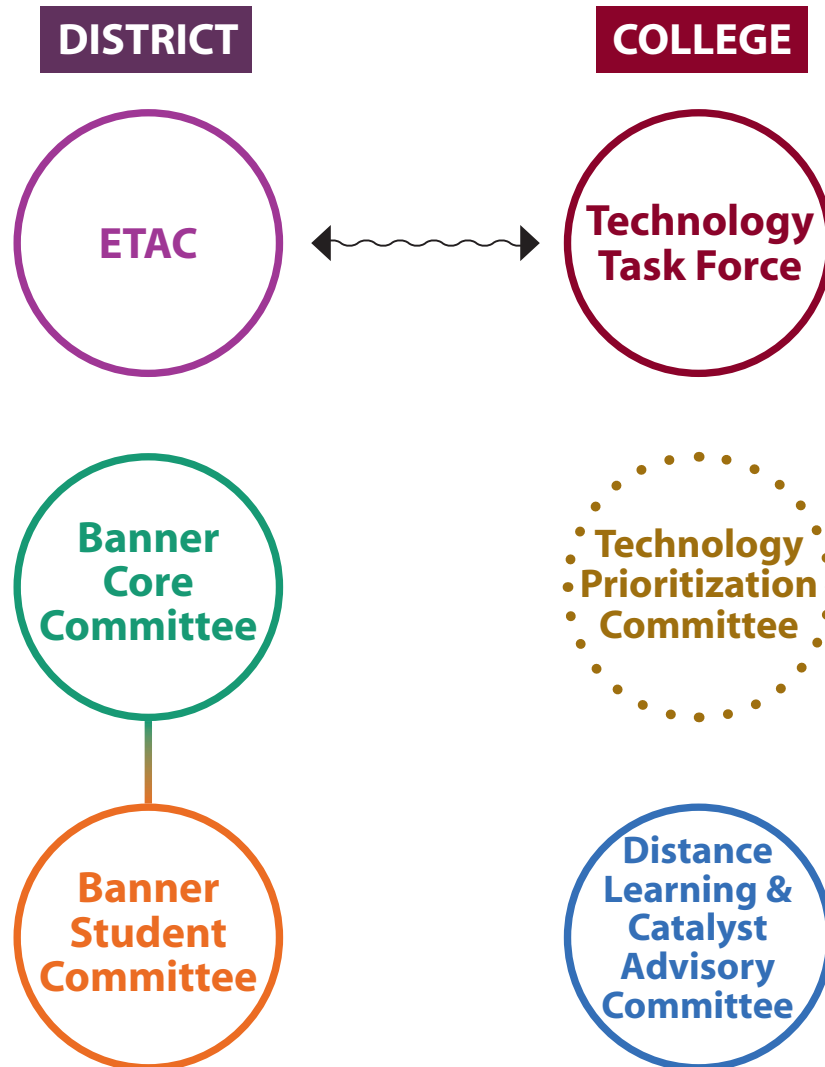 DISTRICT
COLLEGE
ETAC
Technology
Task Force
Banner
Core
Committee
Technology
Prioritization
Committee
Banner
Student
Committee
Distance
Learning &
Catalyst
Advisory
Committee